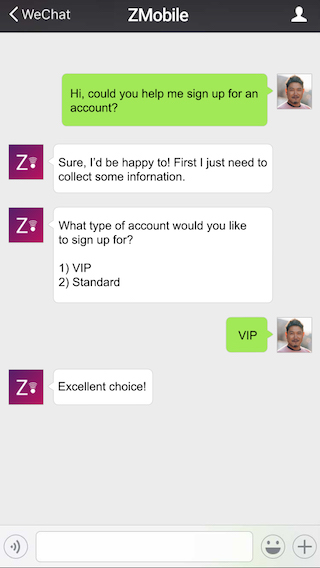 WeChat
ZMobile
Hi, could you help me sign up for an
account?
Z
Sure, I'd be happy to! First I just need to
collect some infornation.
Z
What type of account would you like
to sign up for?
1) VIP
2) Standard
VIP
Z
Excellent choice!